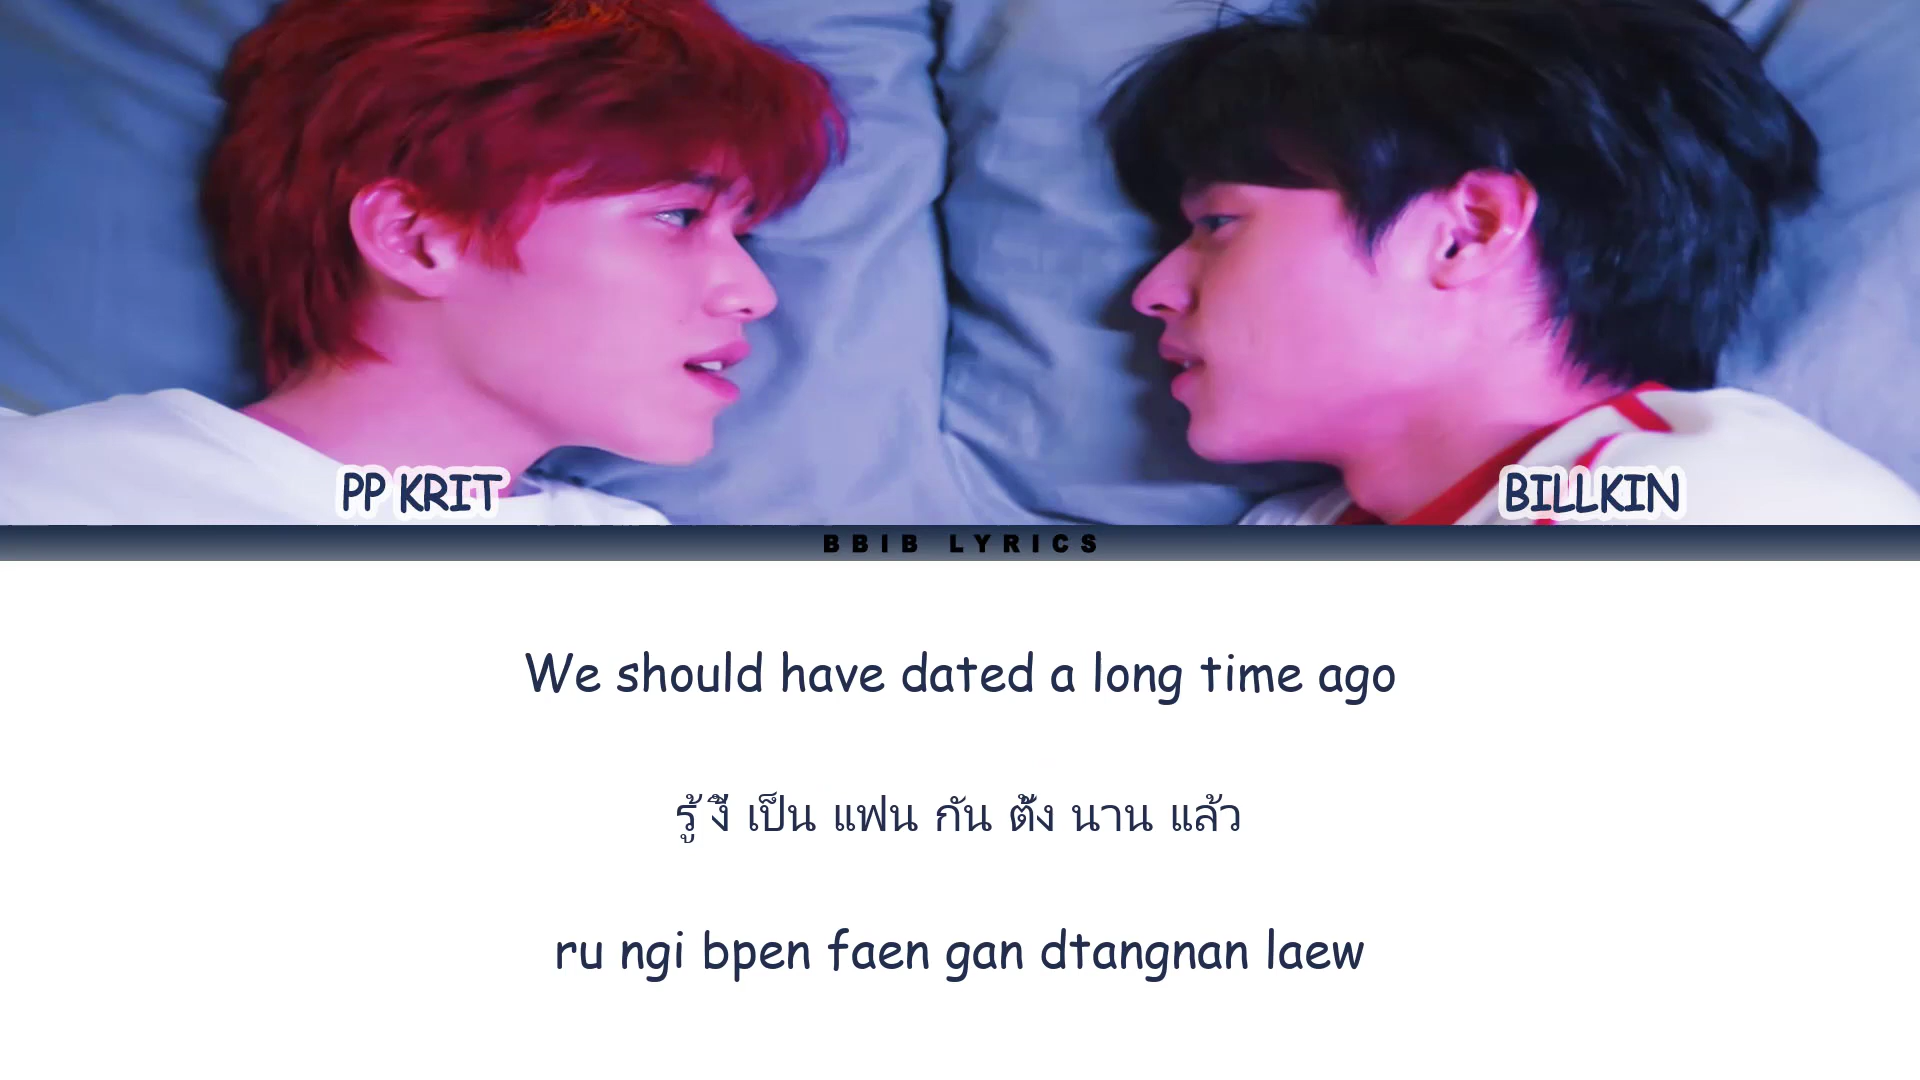 PP KRIT
BILLKIN
BBIB LYRICS
We should have dated a long time ago
รู้ งี้ เป็น แฟน กัน ตั้ง นาน แล้ว
ru ngi bpen faen gan dtangnan laew